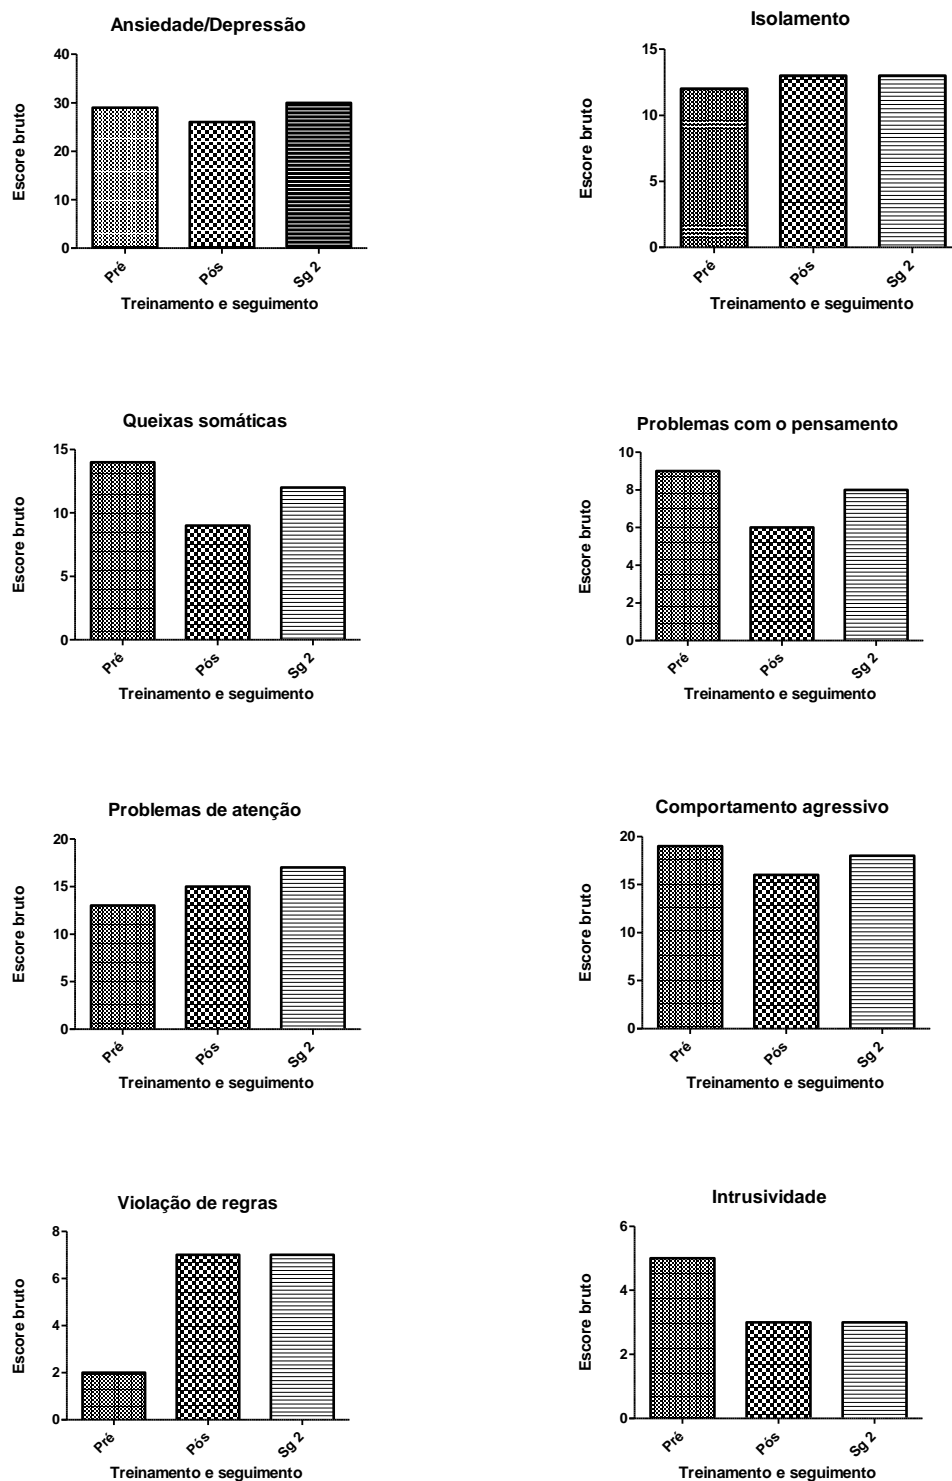 Ansiedade/Depressão
40
30
20
10
0
Escore bruto
Pré
Pós
Sg 2
Treinamento e seguimento
Isolamento
15
10
5
0
Escore bruto
Pré
Pós
Sg 2
Treinamento e seguimento
Queixas somáticas
15
10
5
0
Escore bruto
Pré
Pós
Sg 2
Treinamento e seguimento
Problemas com o pensamento
10
8
6
4
2
0
Escore bruto
Pré
Pós
Sg 2
Treinamento e seguimento
Problemas de atenção
20
15
10
5
0
Escore bruto
Pré
Pós
Sg 2
Treinamento e seguimento
Comportamento agressivo
20
15
10
5
0
Escore bruto
Pré
Pós
Sg 2
Treinamento e seguimento
Violação de regras
8
6
4
2
0
Escore bruto
Pré
Pós
Sg 2
Treinamento e seguimento
Intrusividade
6
4
2
0
Escore bruto
Pré
Pós
Sg 2
Treinamento e seguimento